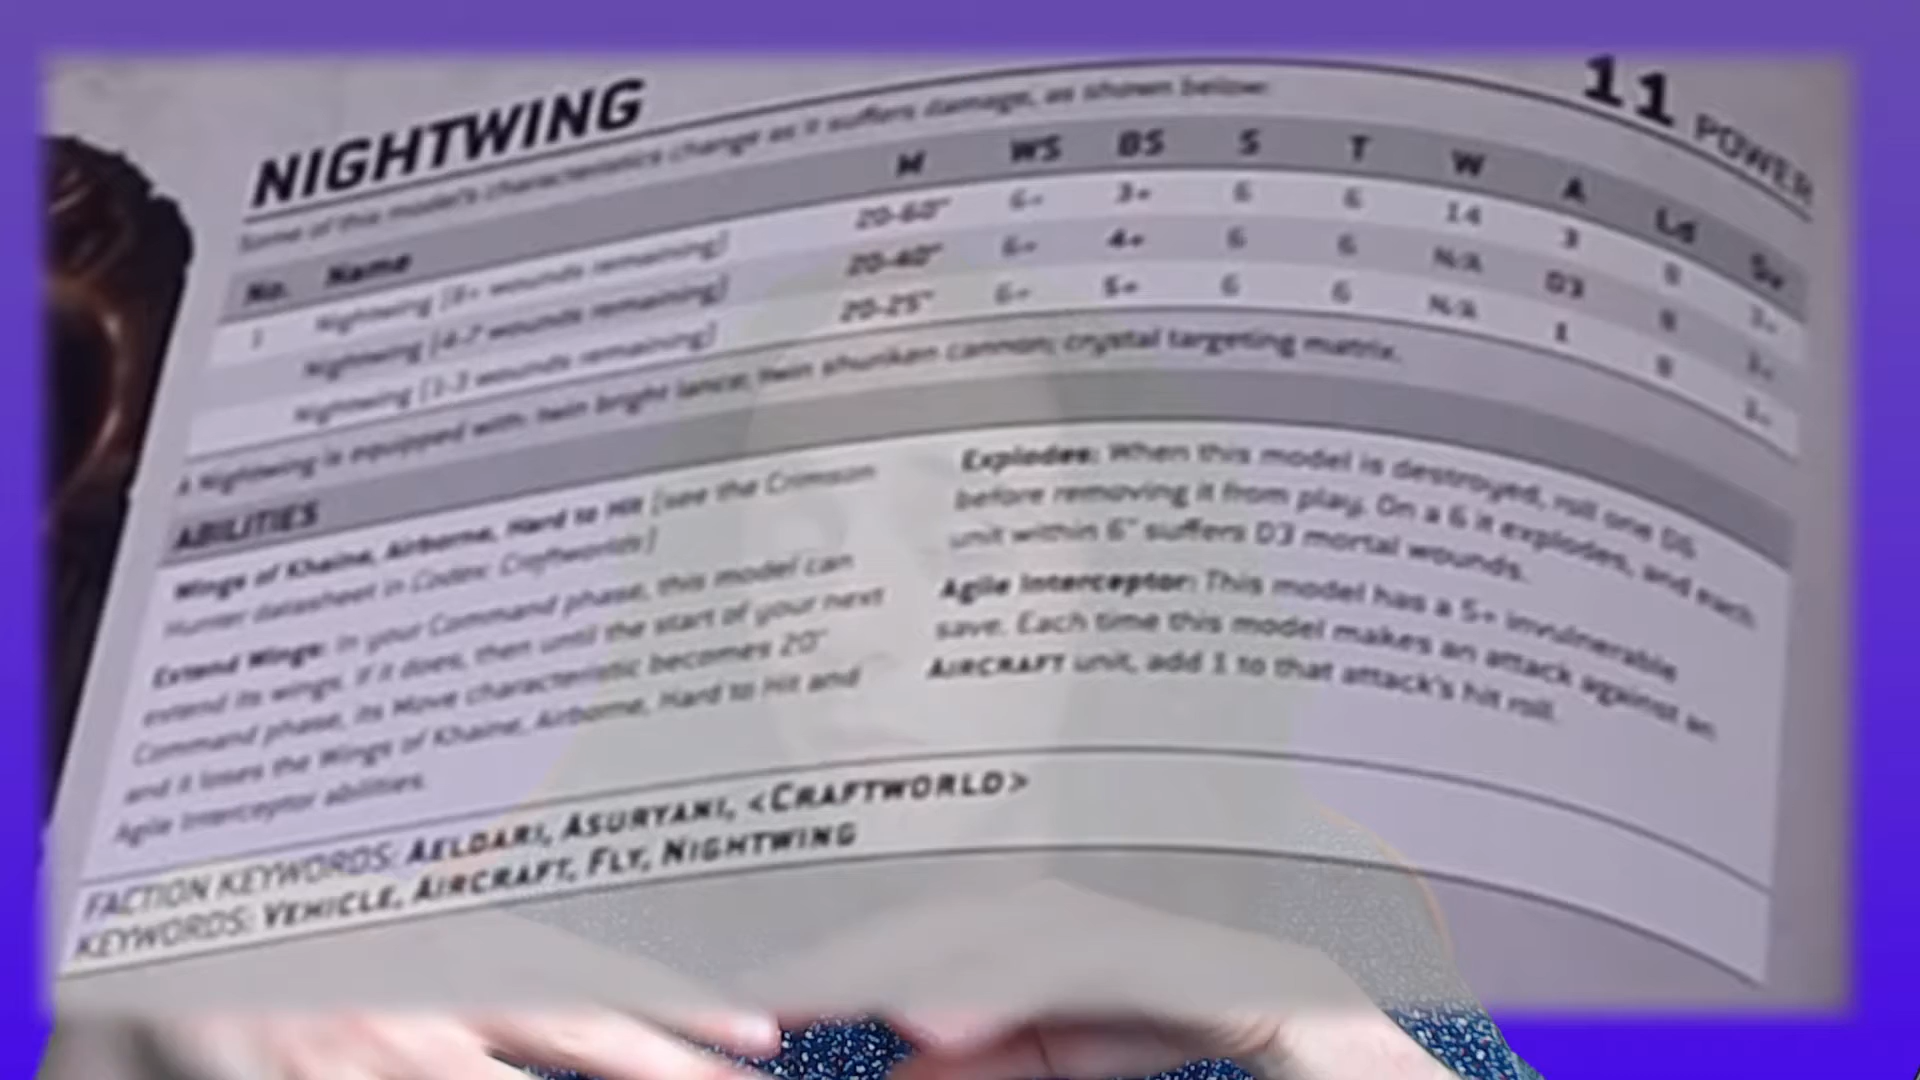 NIGHTWING
11 POWER
Some of this model's characteristics change as it suffers damage, as shown below:
No. Name M WS BS S T W A Ld Sv
1 Nightwing [8+ wounds remaining] 20-60" 6+ 3+ 6 6 14 3 8 3+
Nightwing [4-7 wounds remaining] 20-40" 6+ 4+ 6 6 N/A D3 8 3+
Nightwing [1-3 wounds remaining] 20-25" 6+ 5+ 6 6 N/A 1 8 3+
A Nightwing is equipped with: twin bright lance; twin shuriken cannon; crystal targeting matrix.
ABILITIES
Wings of Khaine, Airborne, Hard to Hit [see the Crimson
Hunter datasheet in Codex: Craftworlds]
Extend Wings: In your Command phase, this model can
extend its wings. If it does, then until the start of your next
Command phase, its Move characteristic becomes 20"
and it loses the Wings of Khaine, Airborne, Hard to Hit and
Agile Interceptor abilities.
Explodes: When this model is destroyed, roll one D6
before removing it from play. On a 6 it explodes, and each
unit within 6" suffers D3 mortal wounds.
Agile Interceptor: This model has a 5+ invulnerable
save. Each time this model makes an attack against an
AIRCRAFT unit, add 1 to that attack's hit roll.
FACTION KEYWORDS: AELDARI, ASURYANI, <CRAFTWORLD>
KEYWORDS: VEHICLE, AIRCRAFT, FLY, NIGHTWING